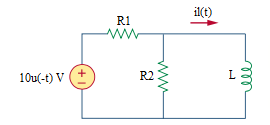 R1
il(t)
10u(-t) V
+
−
R2
L